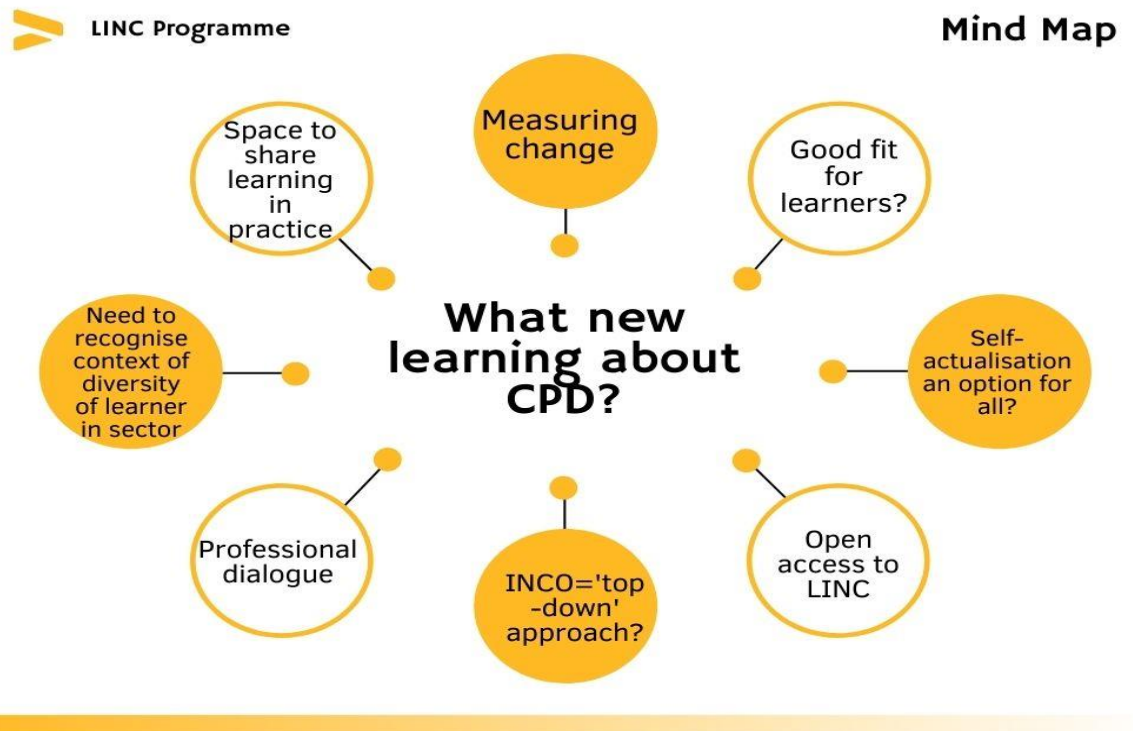 LINC Programme
Mind Map
Measuring
change
Space to
share
learning
in
practice
Good fit
for
learners?
Need to
recognise
context of
diversity
of learner
in sector
What new
learning about
CPD?
Self-
actualisation
an option for
all?
Professional
dialogue
INCO='top
-down'
approach?
Open
access to
LINC